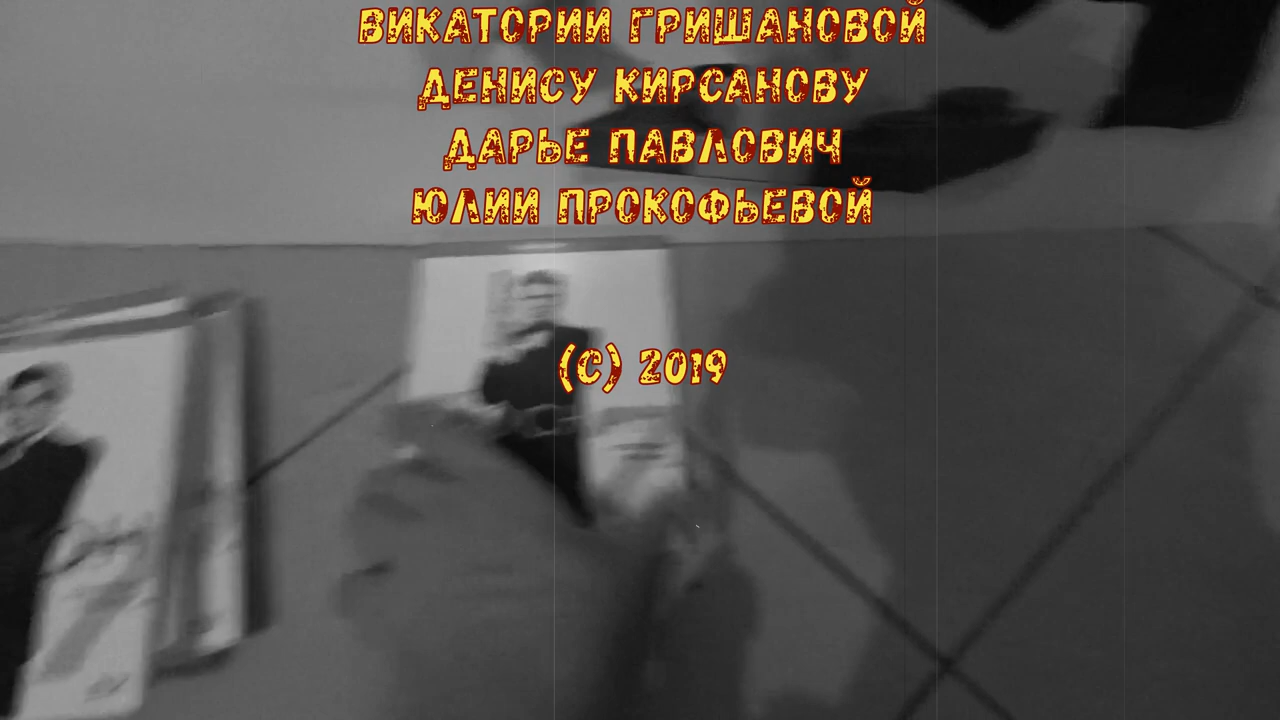 ВИКАТОРИИ ГРИШАНОВОЙ
ДЕНИСУ КИРСАНОВУ
ДАРЬЕ ПАВЛОВИЧ
ЮЛИИ ПРОКОФЬЕВОЙ
(С) 2019